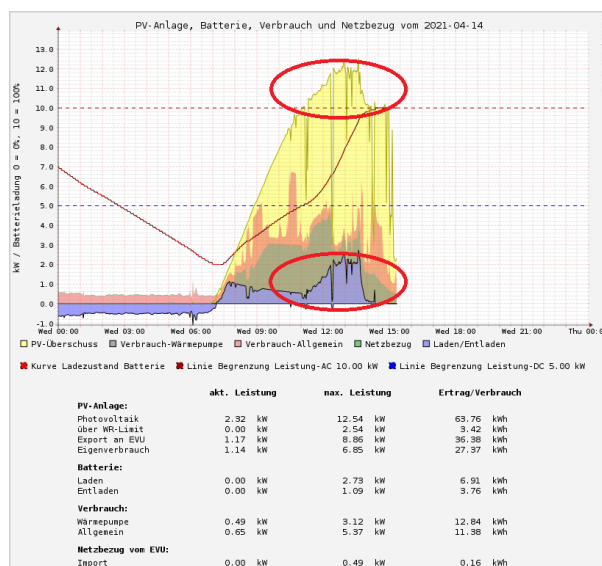 PV-Anlage, Batterie, Verbrauch und Netzbezug vom 2021-04-14
kW / Batterieladung 0 = 0%, 10 = 100%
13.0
12.0
11.0
10.0
9.0
8.0
7.0
6.0
5.0
4.0
3.0
2.0
1.0
0.0
-1.0
Wed 00:00 Wed 03:00 Wed 06:00 Wed 09:00 Wed 12:00 Wed 15:00 Wed 18:00 Wed 21:00 Thu 00:0
PV-Überschuss Verbrauch-Wärmepumpe Verbrauch-Allgemein Netzbezug Laden/Entladen
Kurve Ladezustand Batterie Linie Begrenzung Leistung-AC 10.00 kW Linie Begrenzung Leistung-DC 5.00 kW
akt. Leistung max. Leistung Ertrag/Verbrauch
PV-Anlage:
Photovoltaik 2.32 kW 12.54 kW 63.76 kWh
über WR-Limit 0.00 kW 2.54 kW 3.42 kWh
Export an EVU 1.17 kW 8.86 kW 36.38 kWh
Eigenverbrauch 1.14 kW 6.85 kW 27.37 kWh
Batterie:
Laden 0.00 kW 2.73 kW 6.91 kWh
Entladen 0.00 kW 1.09 kW 3.76 kWh
Verbrauch:
Wärmepumpe 0.49 kW 3.12 kW 12.84 kWh
Allgemein 0.65 kW 5.37 kW 11.38 kWh
Netzbezug vom EVU:
Import 0.00 kW 0.49 kW 0.16 kWh